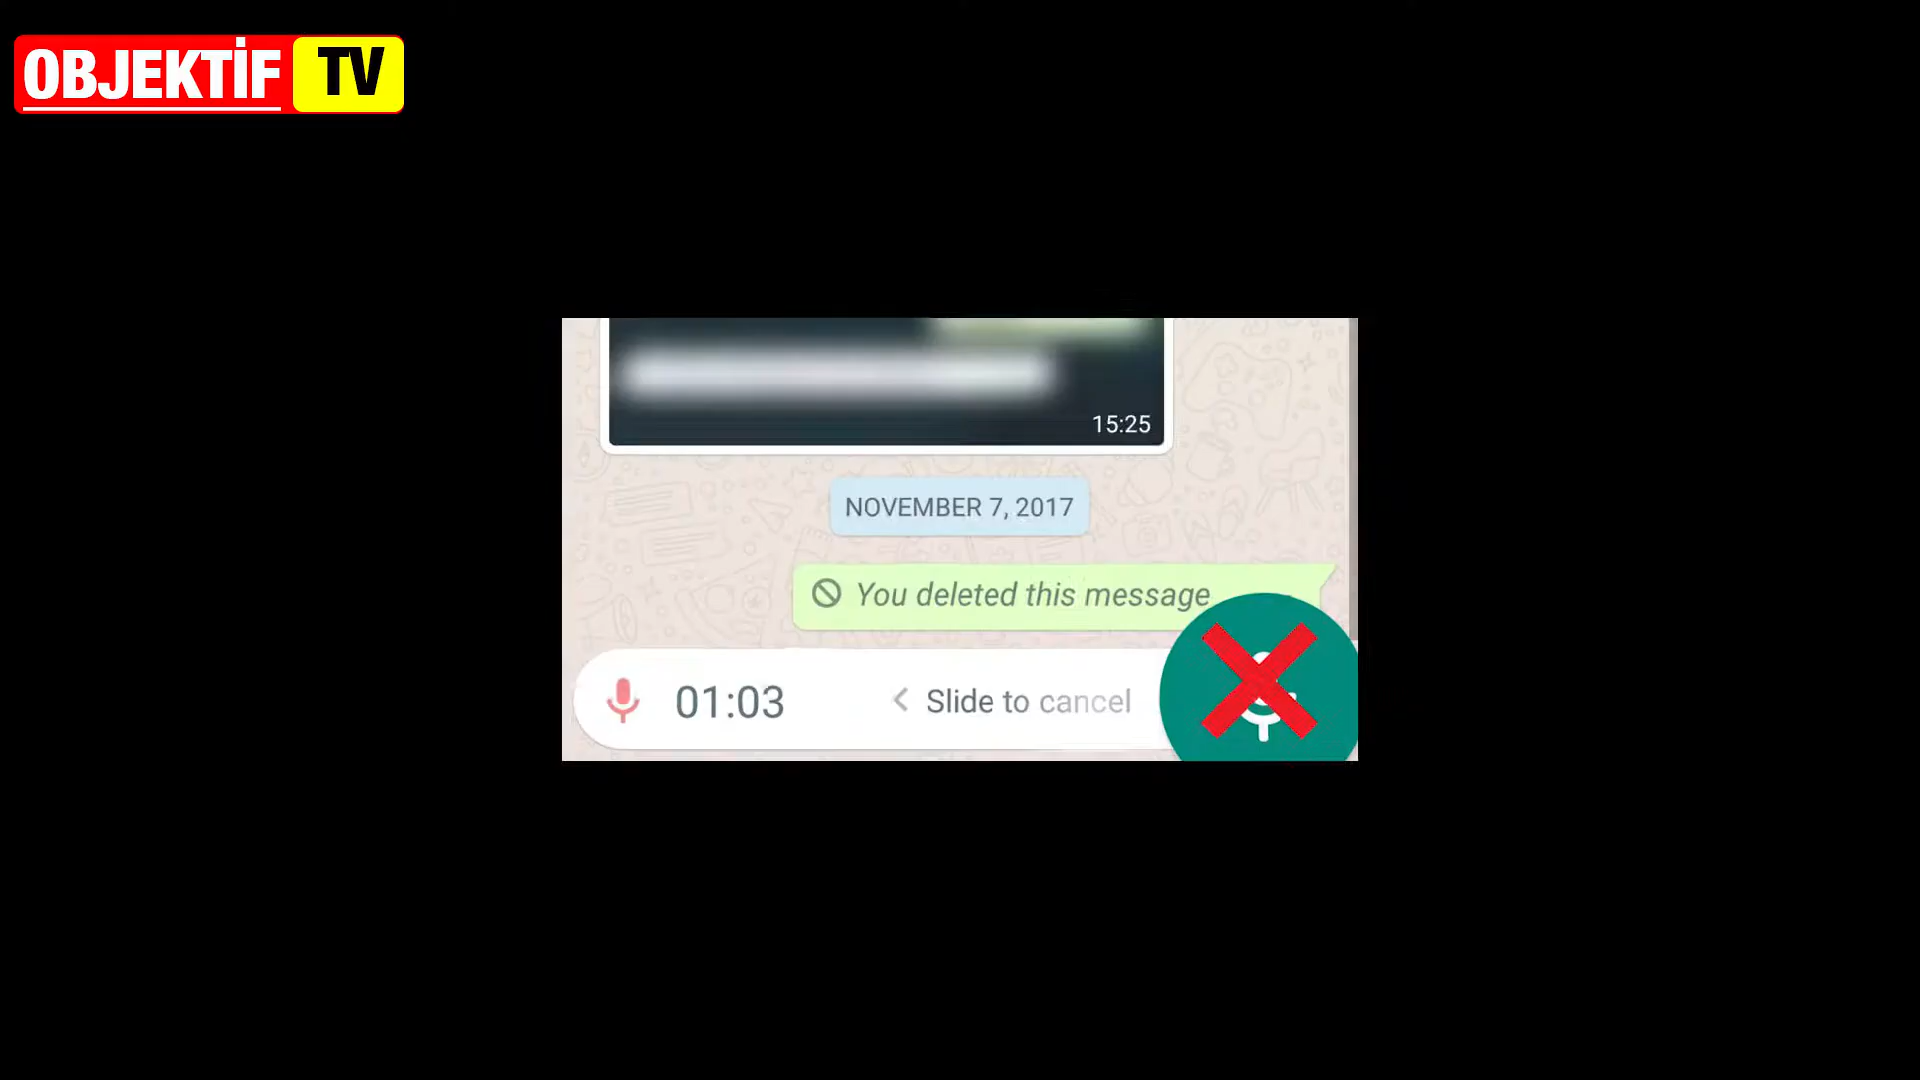 OBJEKTİF TV
15:25
NOVEMBER 7, 2017
You deleted this message
01:03
Slide to cancel